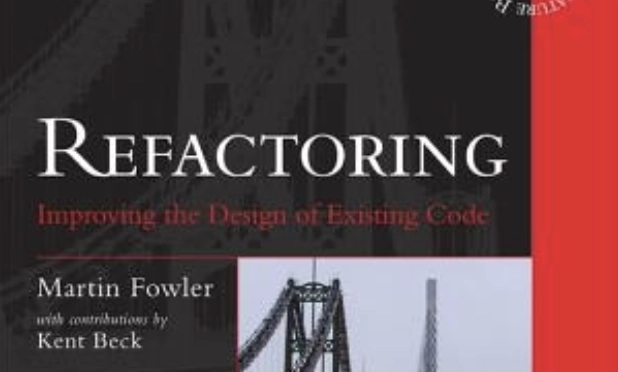 REFACTORING
Improving the Design of Existing Code
Martin Fowler
with contributions by
Kent Beck